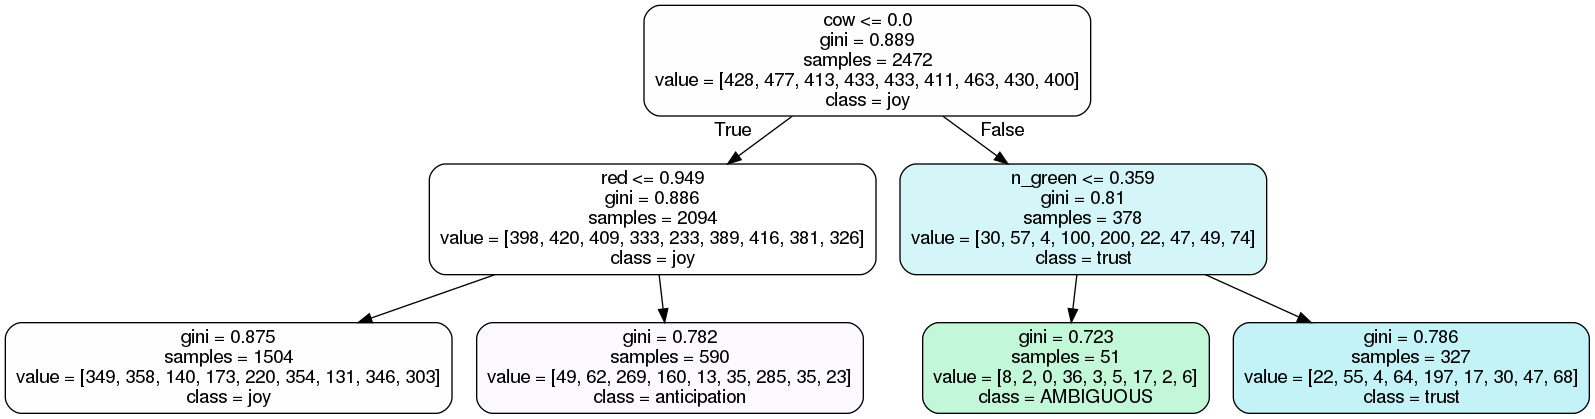 cow <= 0.0
gini = 0.889
samples = 2472
value = [428, 477, 413, 433, 433, 411, 463, 430, 400]
class = joy
True
False
red <= 0.949
gini = 0.886
samples = 2094
value = [398, 420, 409, 333, 233, 389, 416, 381, 326]
class = joy
n_green <= 0.359
gini = 0.81
samples = 378
value = [30, 57, 4, 100, 200, 22, 47, 49, 74]
class = trust
gini = 0.875
samples = 1504
value = [349, 358, 140, 173, 220, 354, 131, 346, 303]
class = joy
gini = 0.782
samples = 590
value = [49, 62, 269, 160, 13, 35, 285, 35, 23]
class = anticipation
gini = 0.723
samples = 51
value = [8, 2, 0, 36, 3, 5, 17, 2, 6]
class = AMBIGUOUS
gini = 0.786
samples = 327
value = [22, 55, 4, 64, 197, 17, 30, 47, 68]
class = trust